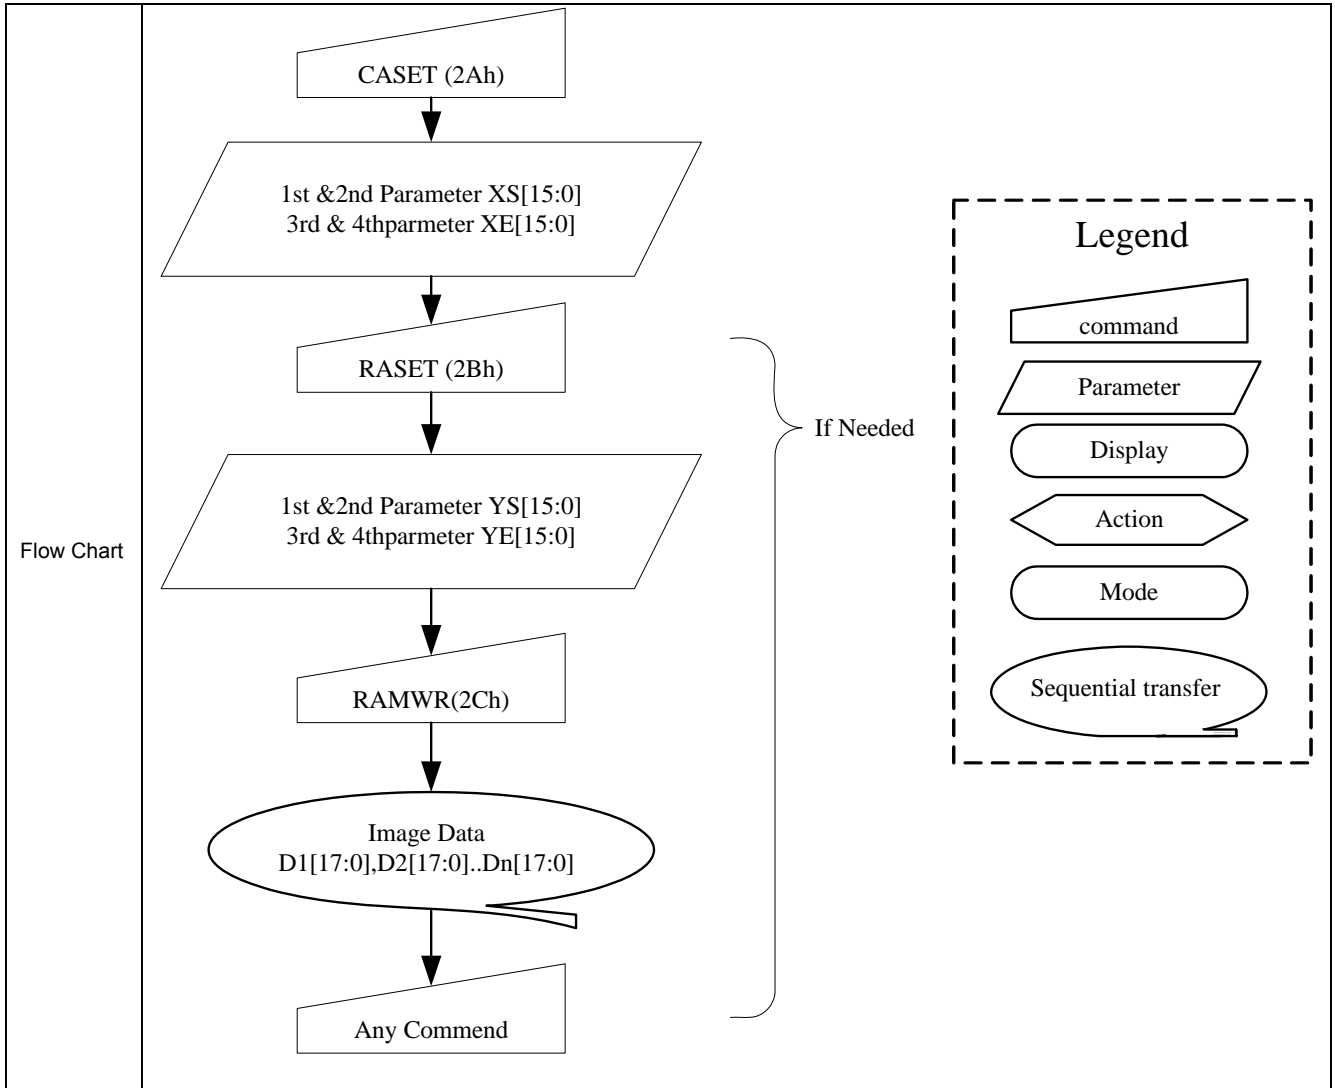 Flow Chart
CASET (2Ah)
1st &2nd Parameter XS[15:0]
3rd & 4thparmeter XE[15:0]
RASET (2Bh)
1st &2nd Parameter YS[15:0]
3rd & 4thparmeter YE[15:0]
RAMWR(2Ch)
Image Data
D1[17:0],D2[17:0]..Dn[17:0]
Any Commend
If Needed
Legend
command
Parameter
Display
Action
Mode
Sequential transfer